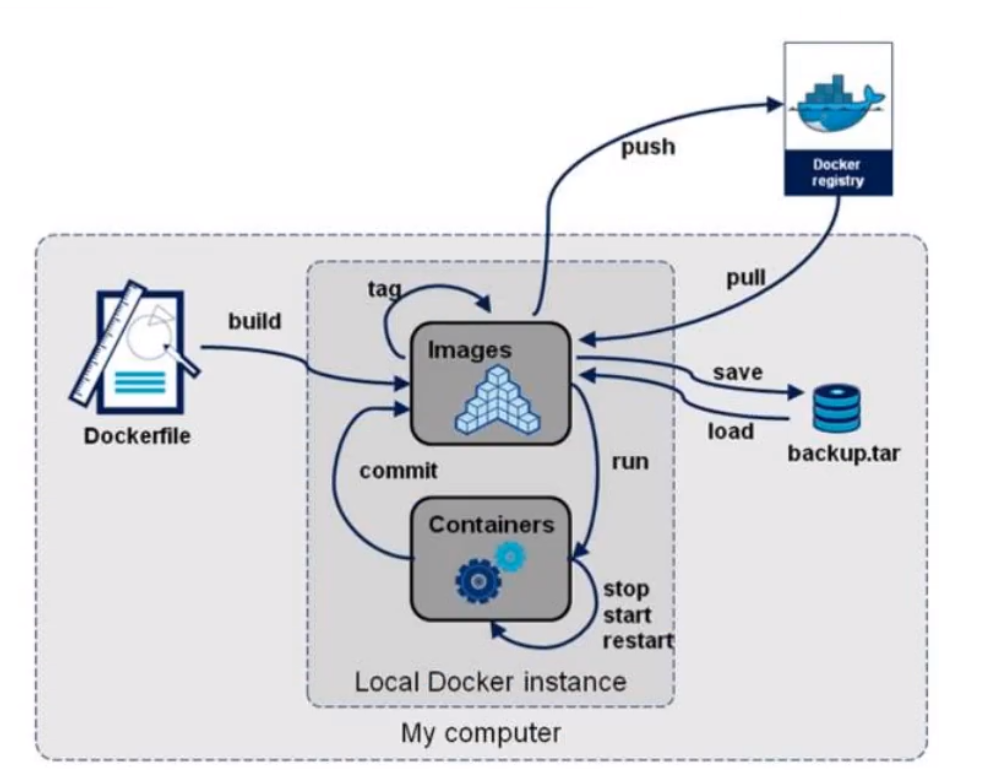 Docker
registry
push
pull
tag
build
Images
save
load
Dockerfile
backup.tar
commit
run
Containers
stop
start
restart
Local Docker instance
My computer